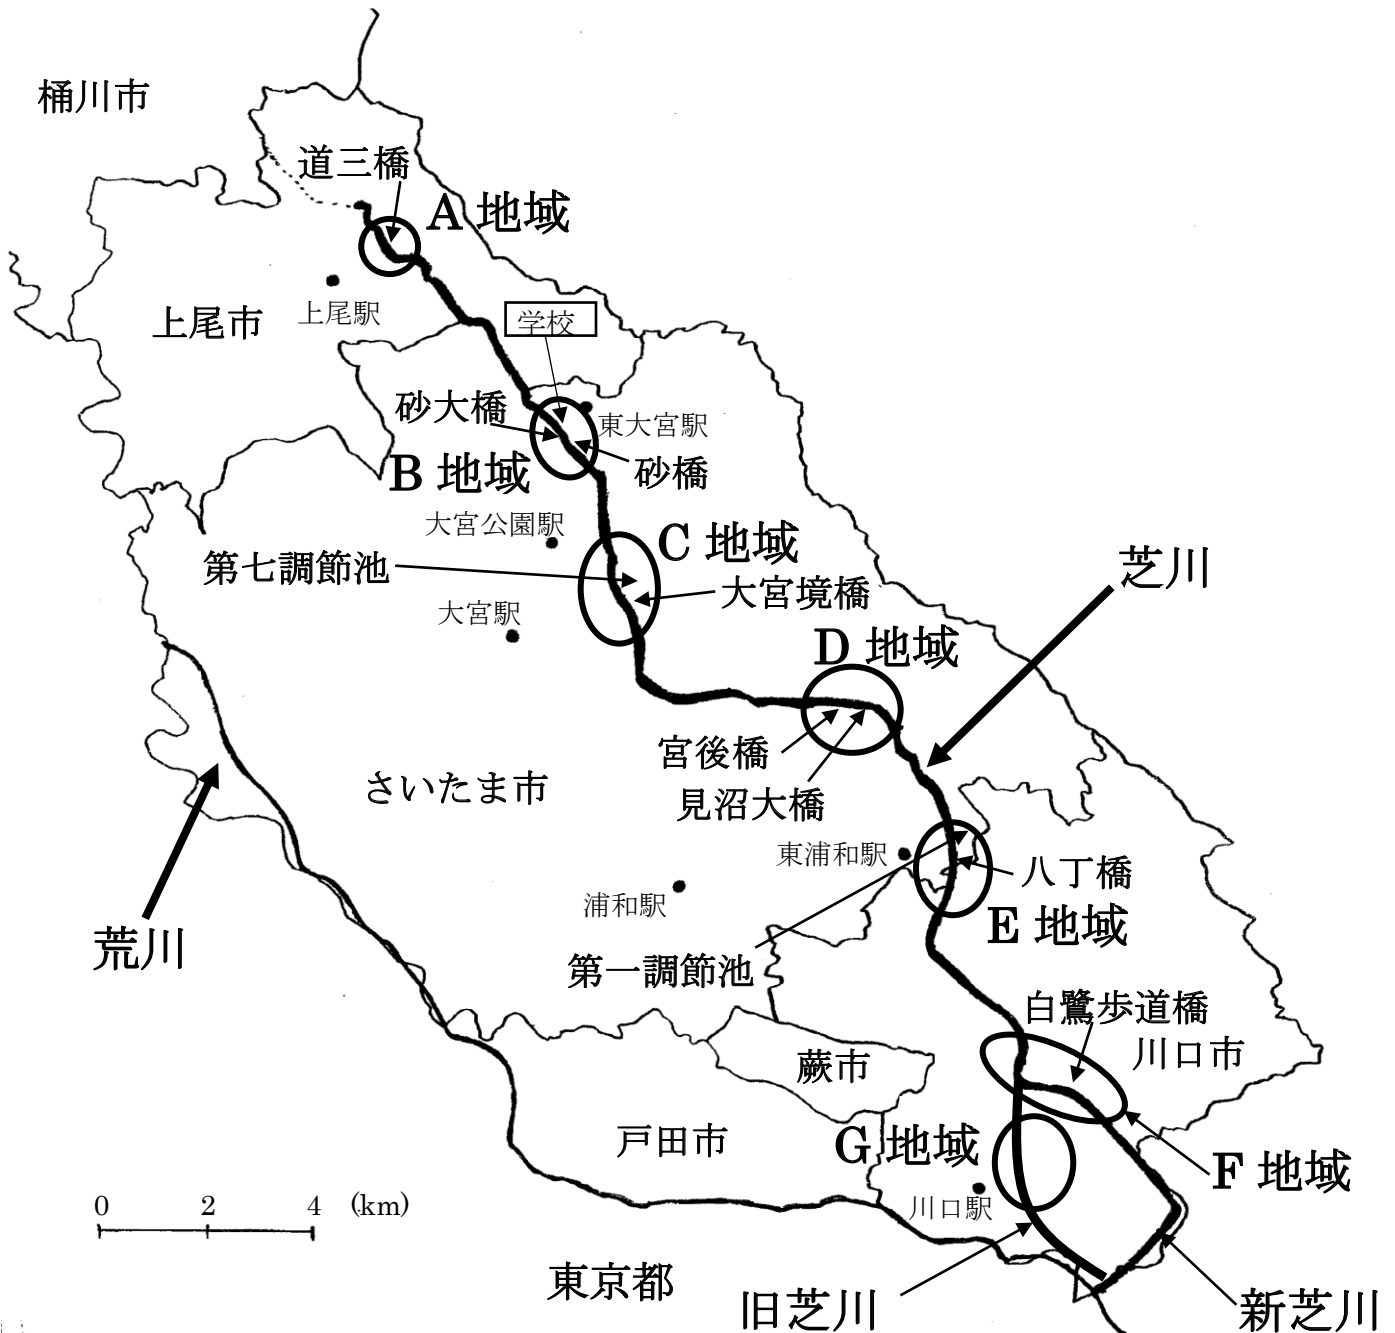 桶川市
道三橋
A 地域
上尾市
上尾駅
学校
砂大橋
東大宮駅
B 地域
砂橋
大宮公園駅
C 地域
第七調節池
大宮境橋
芝川
大宮駅
D 地域
宮後橋
さいたま市
見沼大橋
東浦和駅
八丁橋
浦和駅
E 地域
荒川
第一調節池
白鷺歩道橋
川口市
蕨市
戸田市
G 地域
F 地域
川口駅
0 2 4 (km)
東京都
旧芝川
新芝川